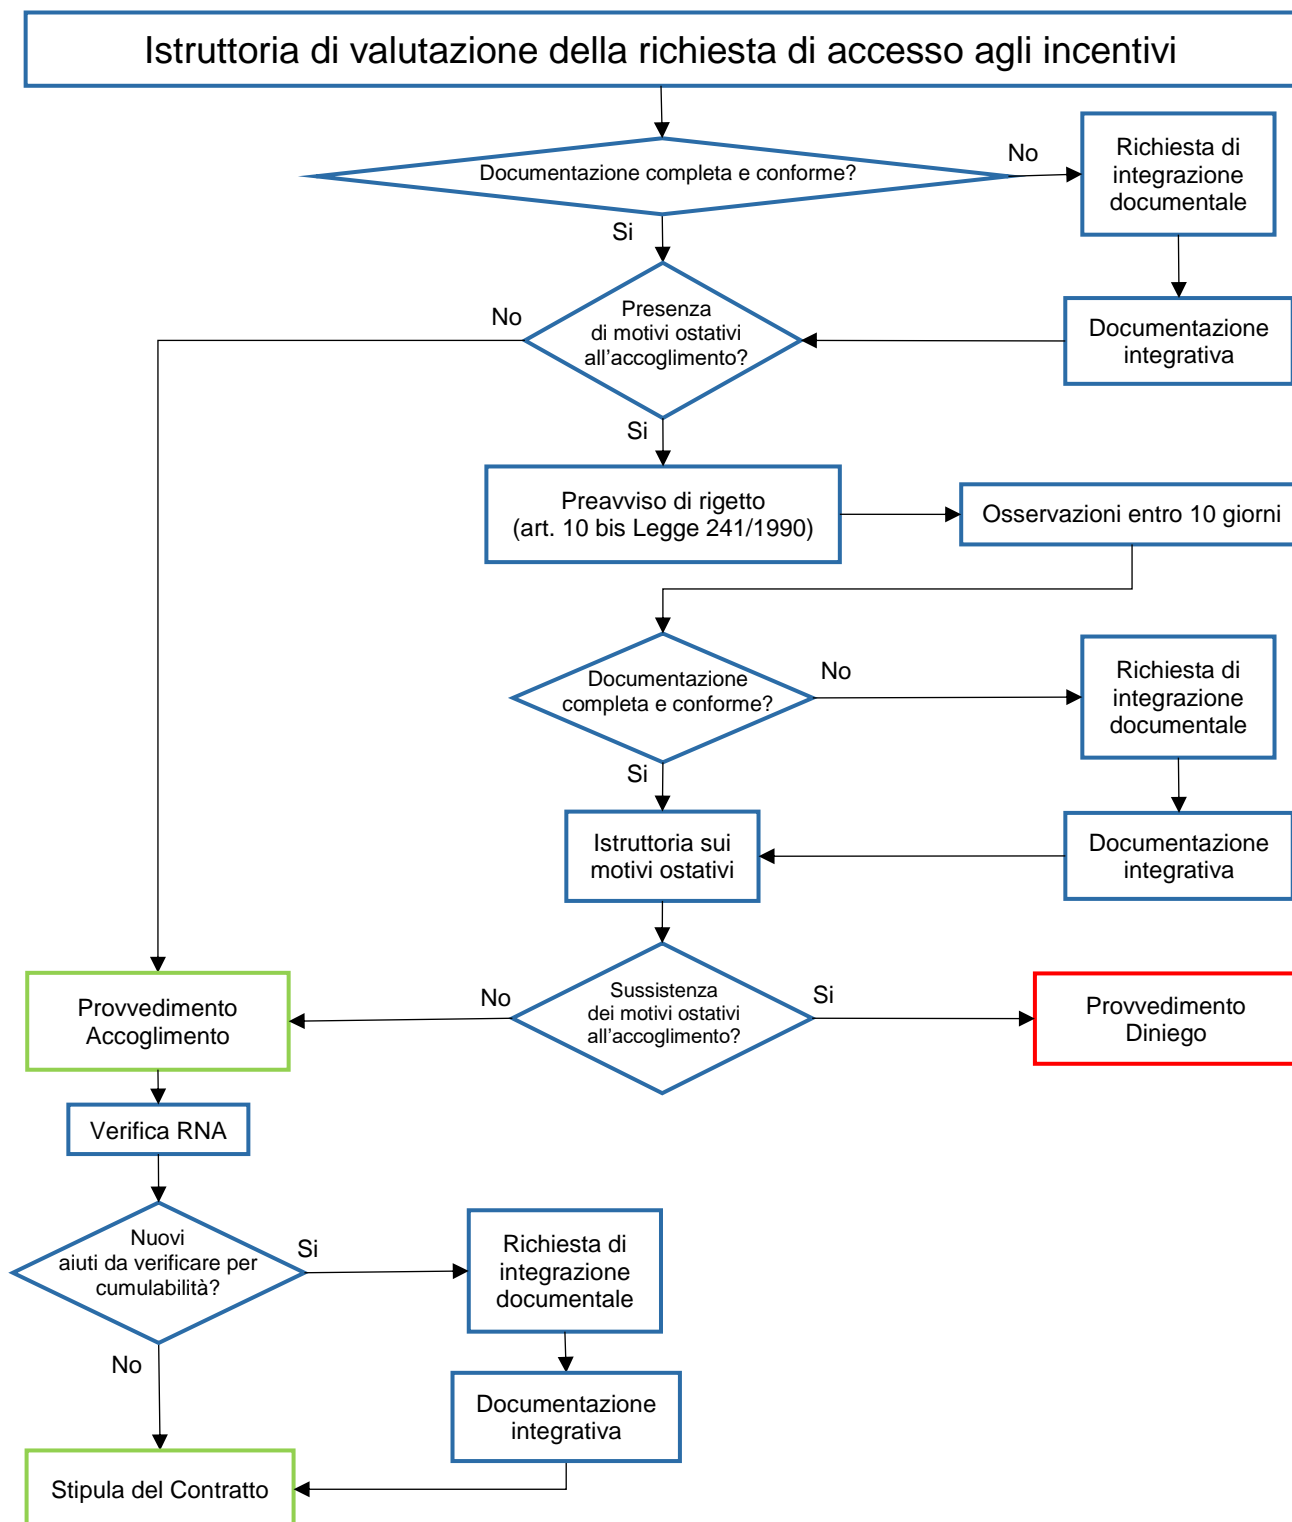 Istruttoria di valutazione della richiesta di accesso agli incentivi
Documentazione completa e conforme?
No
Richiesta di
integrazione
documentale
Si
Presenza
di motivi ostativi
all'accoglimento?
No
Documentazione
integrativa
Si
Preavviso di rigetto
(art. 10 bis Legge 241/1990)
Osservazioni entro 10 giorni
Documentazione
completa e conforme?
No
Richiesta di
integrazione
documentale
Si
Istruttoria sui
motivi ostativi
Documentazione
integrativa
Sussistenza
dei motivi ostativi
all'accoglimento?
No
Si
Provvedimento
Accoglimento
Provvedimento
Diniego
Verifica RNA
Nuovi
aiuti da verificare per
cumulabilità?
Si
Richiesta di
integrazione
documentale
No
Documentazione
integrativa
Stipula del Contratto